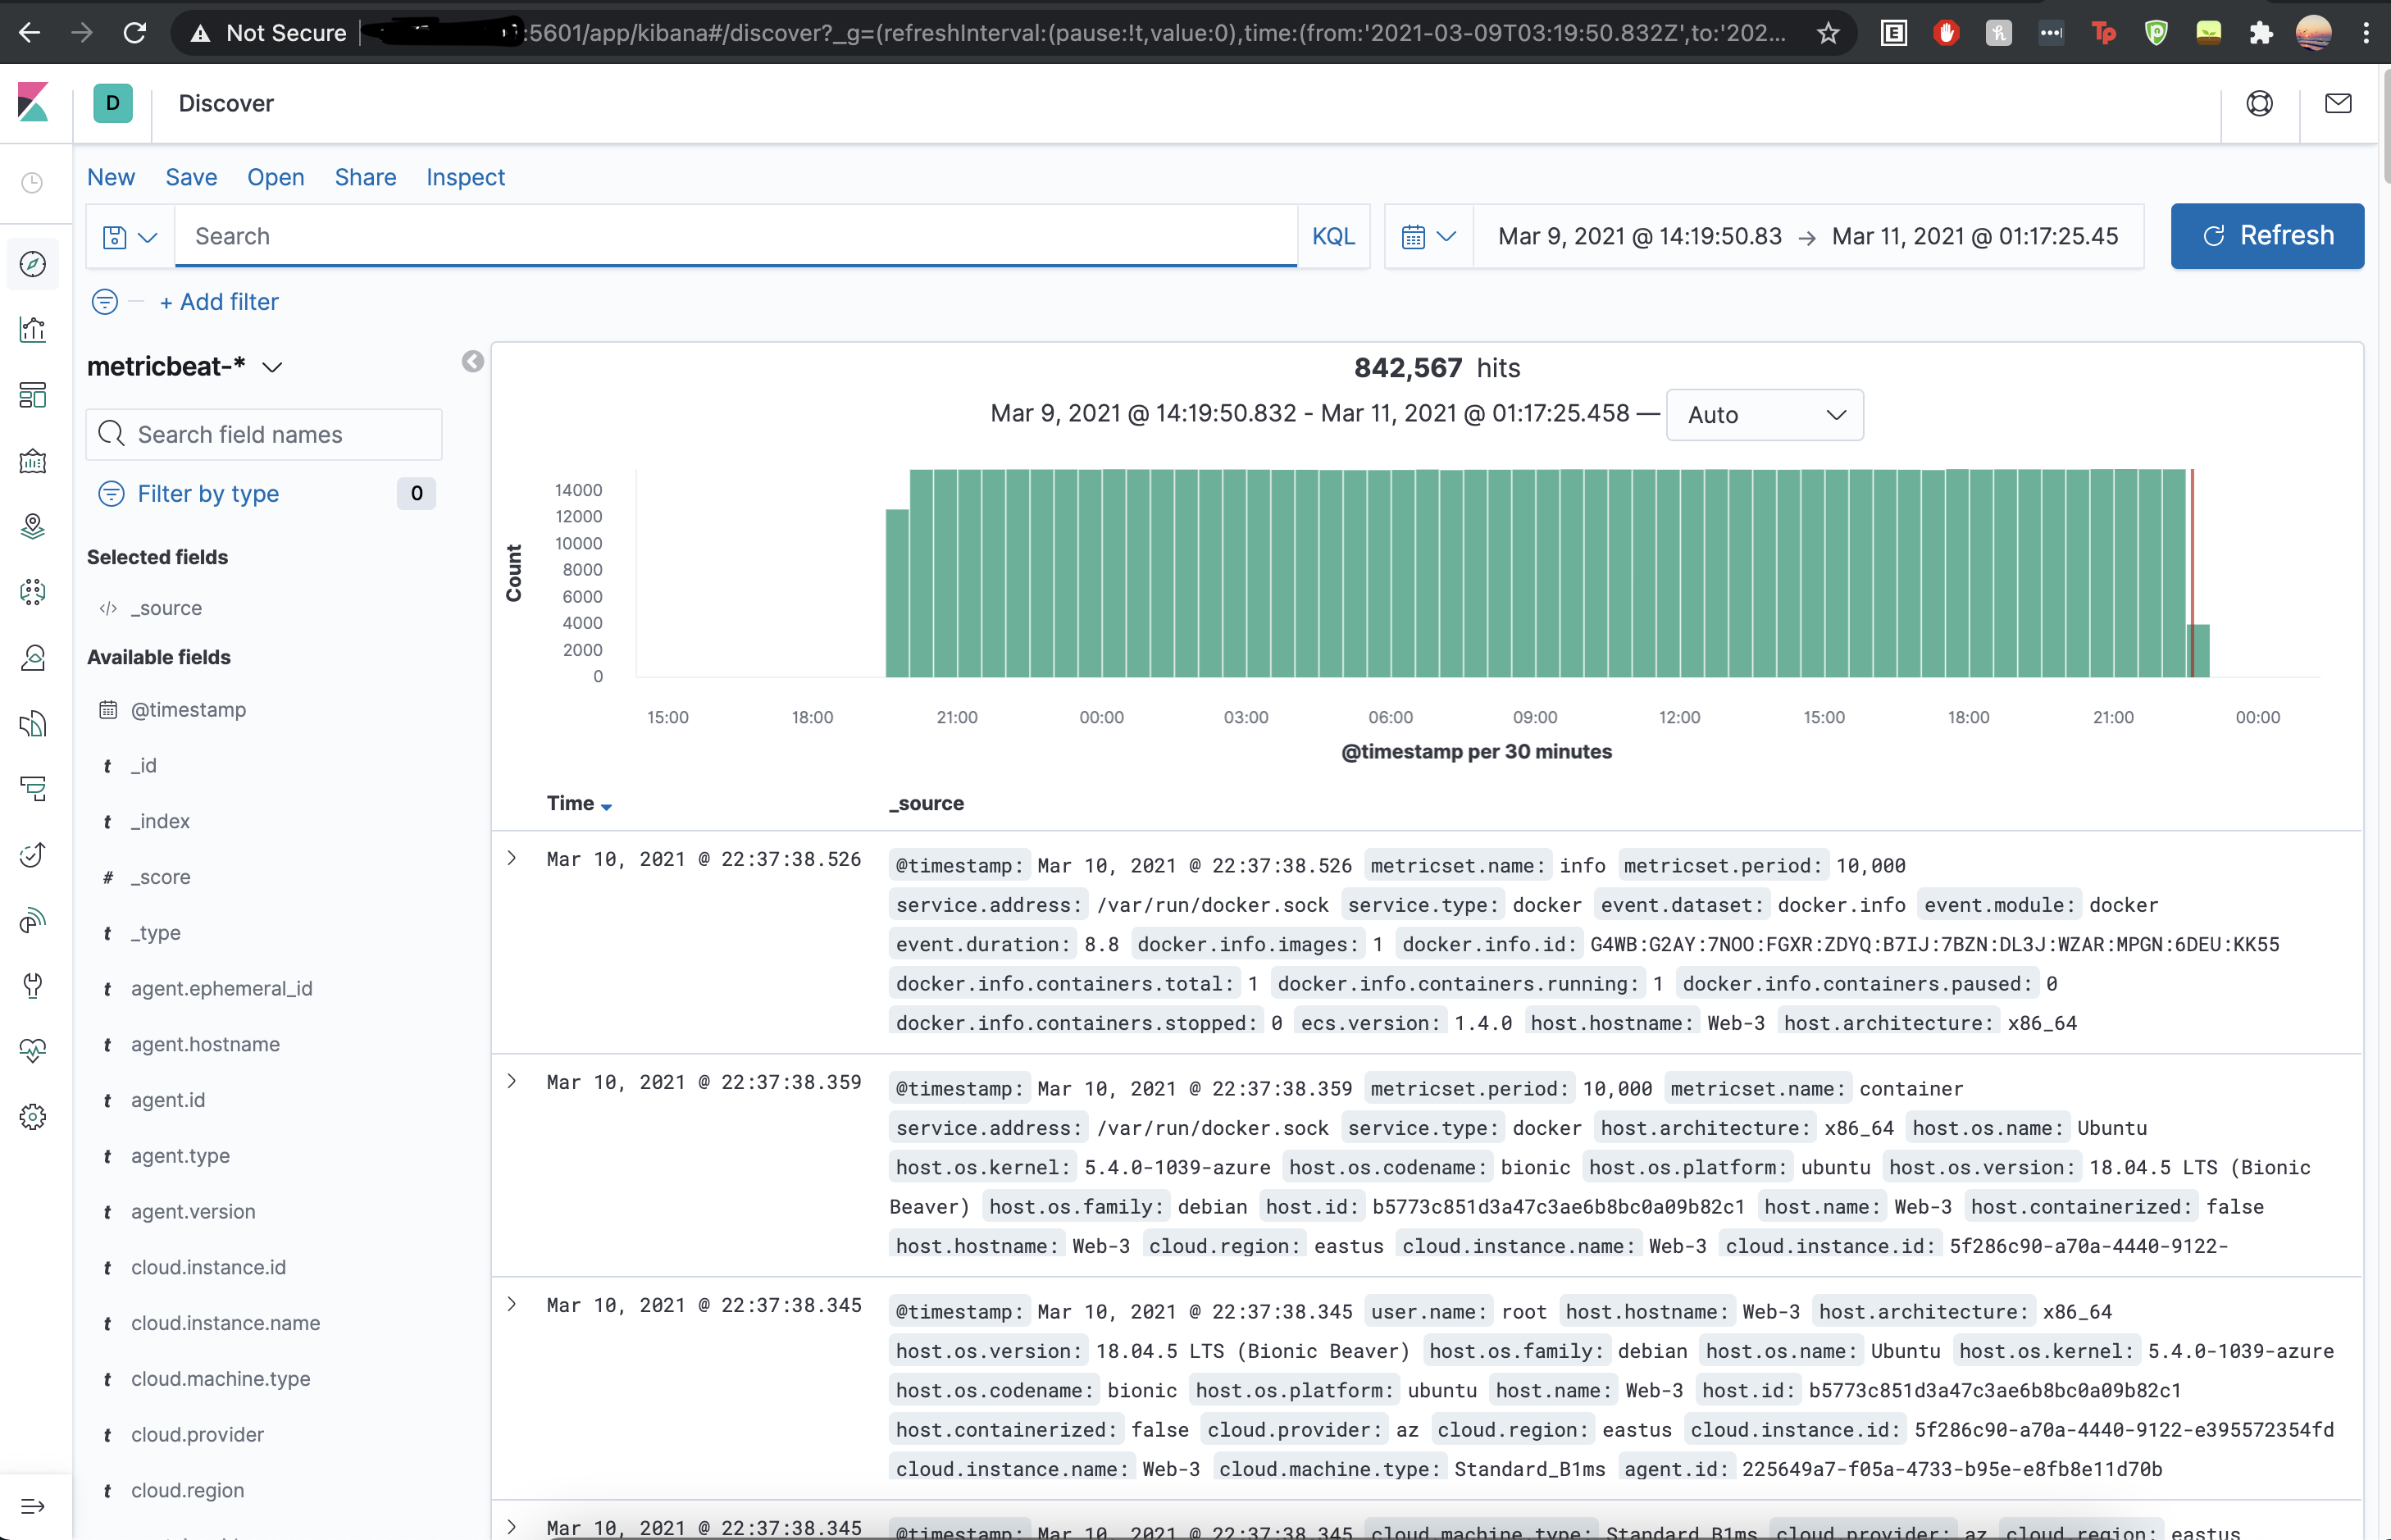 Not Secure :5601/app/kibana#/discover?_g=(refreshInterval:(pause:!t,value:0),time:(from:'2021-03-09T03:19:50.832Z',to:'202...
D Discover
New Save Open Share Inspect
Search KQL Mar 9, 2021 @ 14:19:50.83 → Mar 11, 2021 @ 01:17:25.45 Refresh
+ Add filter
metricbeat-*
Search field names
Filter by type 0
Selected fields
_source
Available fields
@timestamp
t _id
t _index
# _score
t _type
t agent.ephemeral_id
t agent.hostname
t agent.id
t agent.type
t agent.version
t cloud.instance.id
t cloud.instance.name
t cloud.machine.type
t cloud.provider
t cloud.region
842,567 hits
Mar 9, 2021 @ 14:19:50.832 - Mar 11, 2021 @ 01:17:25.458 — Auto
Count
14000
12000
10000
8000
6000
4000
2000
0
15:00 18:00 21:00 00:00 03:00 06:00 09:00 12:00 15:00 18:00 21:00 00:00
@timestamp per 30 minutes
Time _source
Mar 10, 2021 @ 22:37:38.526 @timestamp: Mar 10, 2021 @ 22:37:38.526 metricset.name: info metricset.period: 10,000
service.address: /var/run/docker.sock service.type: docker event.dataset: docker.info event.module: docker
event.duration: 8.8 docker.info.images: 1 docker.info.id: G4WB:G2AY:7NOO:FGXR:ZDYQ:B7IJ:7BZN:DL3J:WZAR:MPGN:6DEU:KK55
docker.info.containers.total: 1 docker.info.containers.running: 1 docker.info.containers.paused: 0
docker.info.containers.stopped: 0 ecs.version: 1.4.0 host.hostname: Web-3 host.architecture: x86_64
Mar 10, 2021 @ 22:37:38.359 @timestamp: Mar 10, 2021 @ 22:37:38.359 metricset.period: 10,000 metricset.name: container
service.address: /var/run/docker.sock service.type: docker host.architecture: x86_64 host.os.name: Ubuntu
host.os.kernel: 5.4.0-1039-azure host.os.codename: bionic host.os.platform: ubuntu host.os.version: 18.04.5 LTS (Bionic
Beaver) host.os.family: debian host.id: b5773c851d3a47c3ae6b8bc0a09b82c1 host.name: Web-3 host.containerized: false
host.hostname: Web-3 cloud.region: eastus cloud.instance.name: Web-3 cloud.instance.id: 5f286c90-a70a-4440-9122-
Mar 10, 2021 @ 22:37:38.345 @timestamp: Mar 10, 2021 @ 22:37:38.345 user.name: root host.hostname: Web-3 host.architecture: x86_64
host.os.version: 18.04.5 LTS (Bionic Beaver) host.os.family: debian host.os.name: Ubuntu host.os.kernel: 5.4.0-1039-azure
host.os.codename: bionic host.os.platform: ubuntu host.name: Web-3 host.id: b5773c851d3a47c3ae6b8bc0a09b82c1
host.containerized: false cloud.provider: az cloud.region: eastus cloud.instance.id: 5f286c90-a70a-4440-9122-e395572354fd
cloud.instance.name: Web-3 cloud.machine.type: Standard_B1ms agent.id: 225649a7-f05a-4733-b95e-e8fb8e11d70b
Mar 10, 2021 @ 22:37:38.345 @timestamp: Mar 10, 2021 @ 22:37:38.345 cloud.machine.type: Standard_B1ms cloud.provider: az cloud.region: eastus